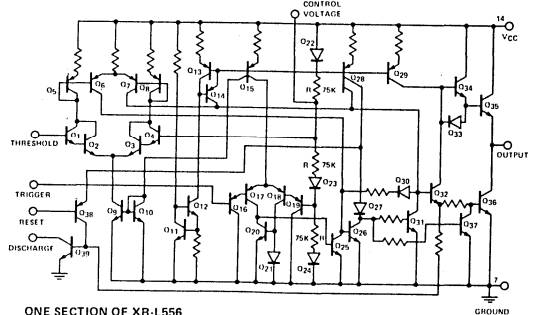 CONTROL
VOLTAGE
14
VCC
Q22
Q13
Q14
Q15
Q28
Q29
Q34
Q35
Q5
Q6
Q7
Q8
R 75K
Q33
Q1
Q2
Q3
Q4
THRESHOLD
OUTPUT
R 75K
Q23
Q30
Q32
TRIGGER
Q27
Q36
RESET
Q38
Q9
Q10
Q12
Q11
Q16
Q17
Q18
Q19
Q31
Q37
DISCHARGE
Q39
Q20
75K R
Q25
Q26
Q21
Q24
7
GROUND
ONE SECTION OF XR-L556